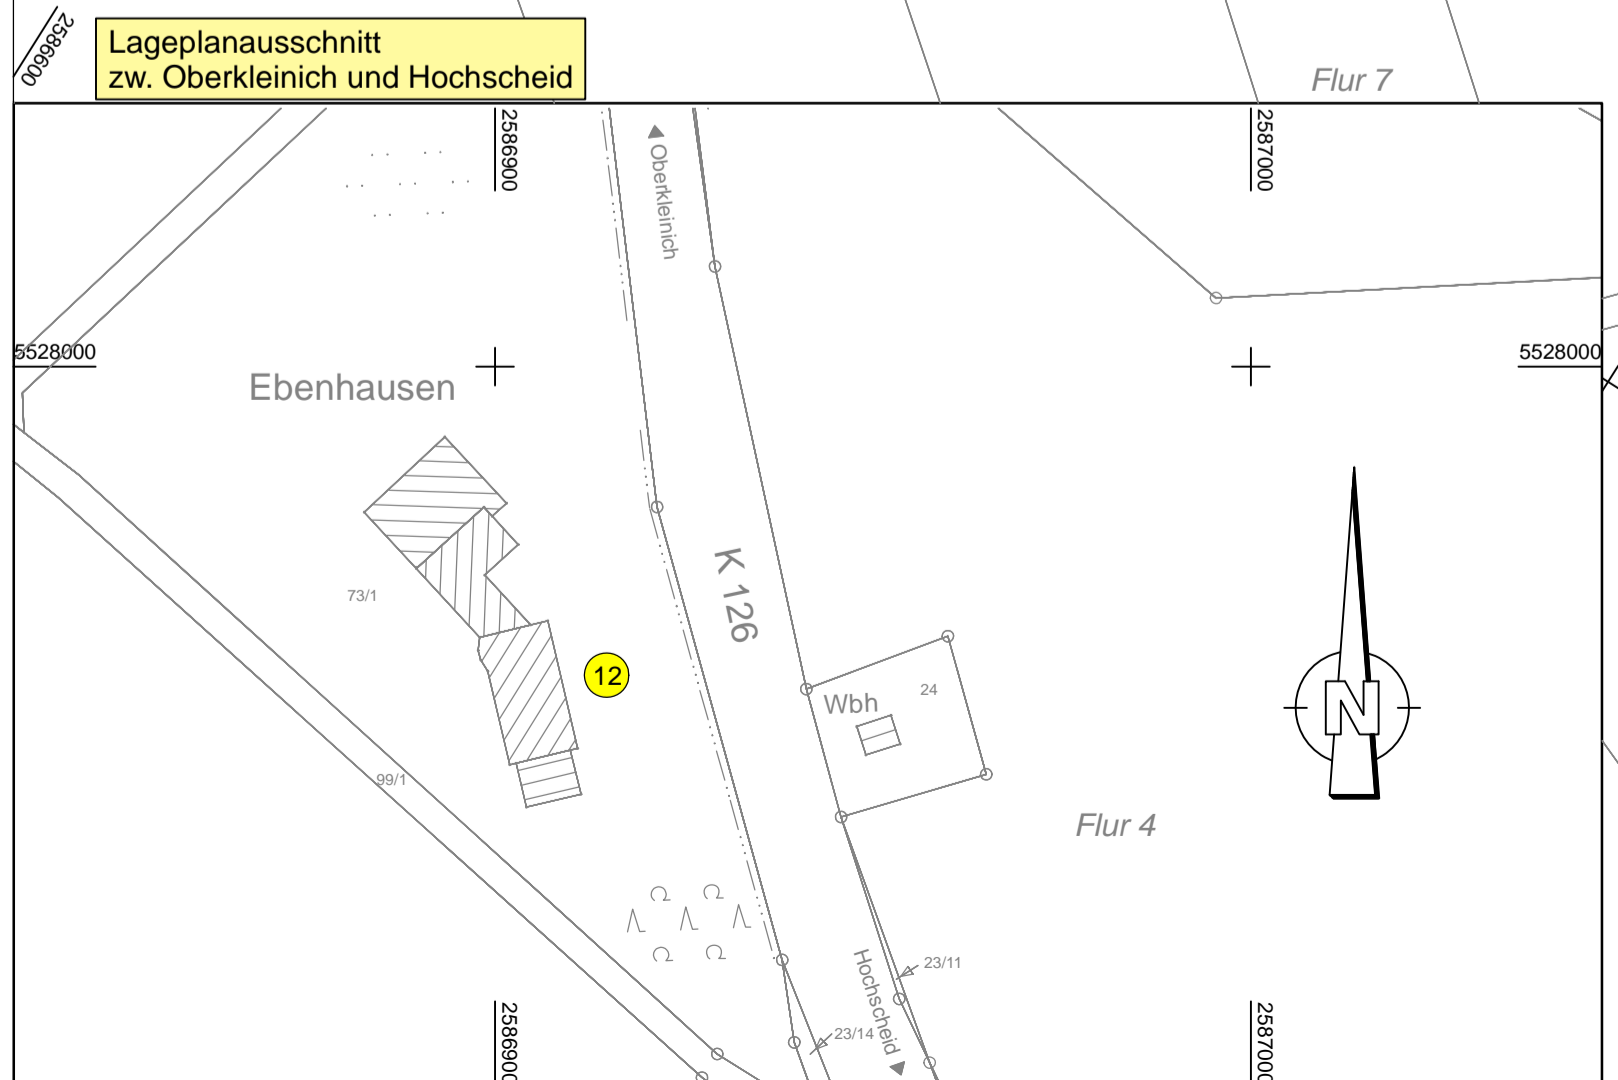 2586600
Lageplanausschnitt
zw. Oberkleinich und Hochscheid
Flur 7
2586900
Oberkleinich
2587000
5528000
5528000
Ebenhausen
K 126
73/1
12
Wbh
24
N
99/1
Flur 4
Hochscheid
23/11
23/14
2586900
2587000